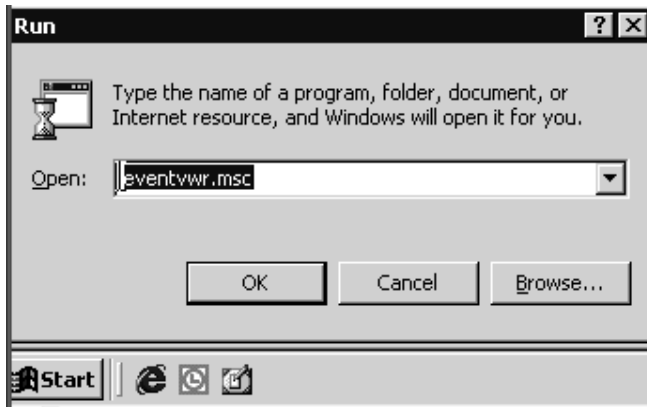 Run
Type the name of a program, folder, document, or
Internet resource, and Windows will open it for you.
Open: eventvwr.msc
OK Cancel Browse...
Start